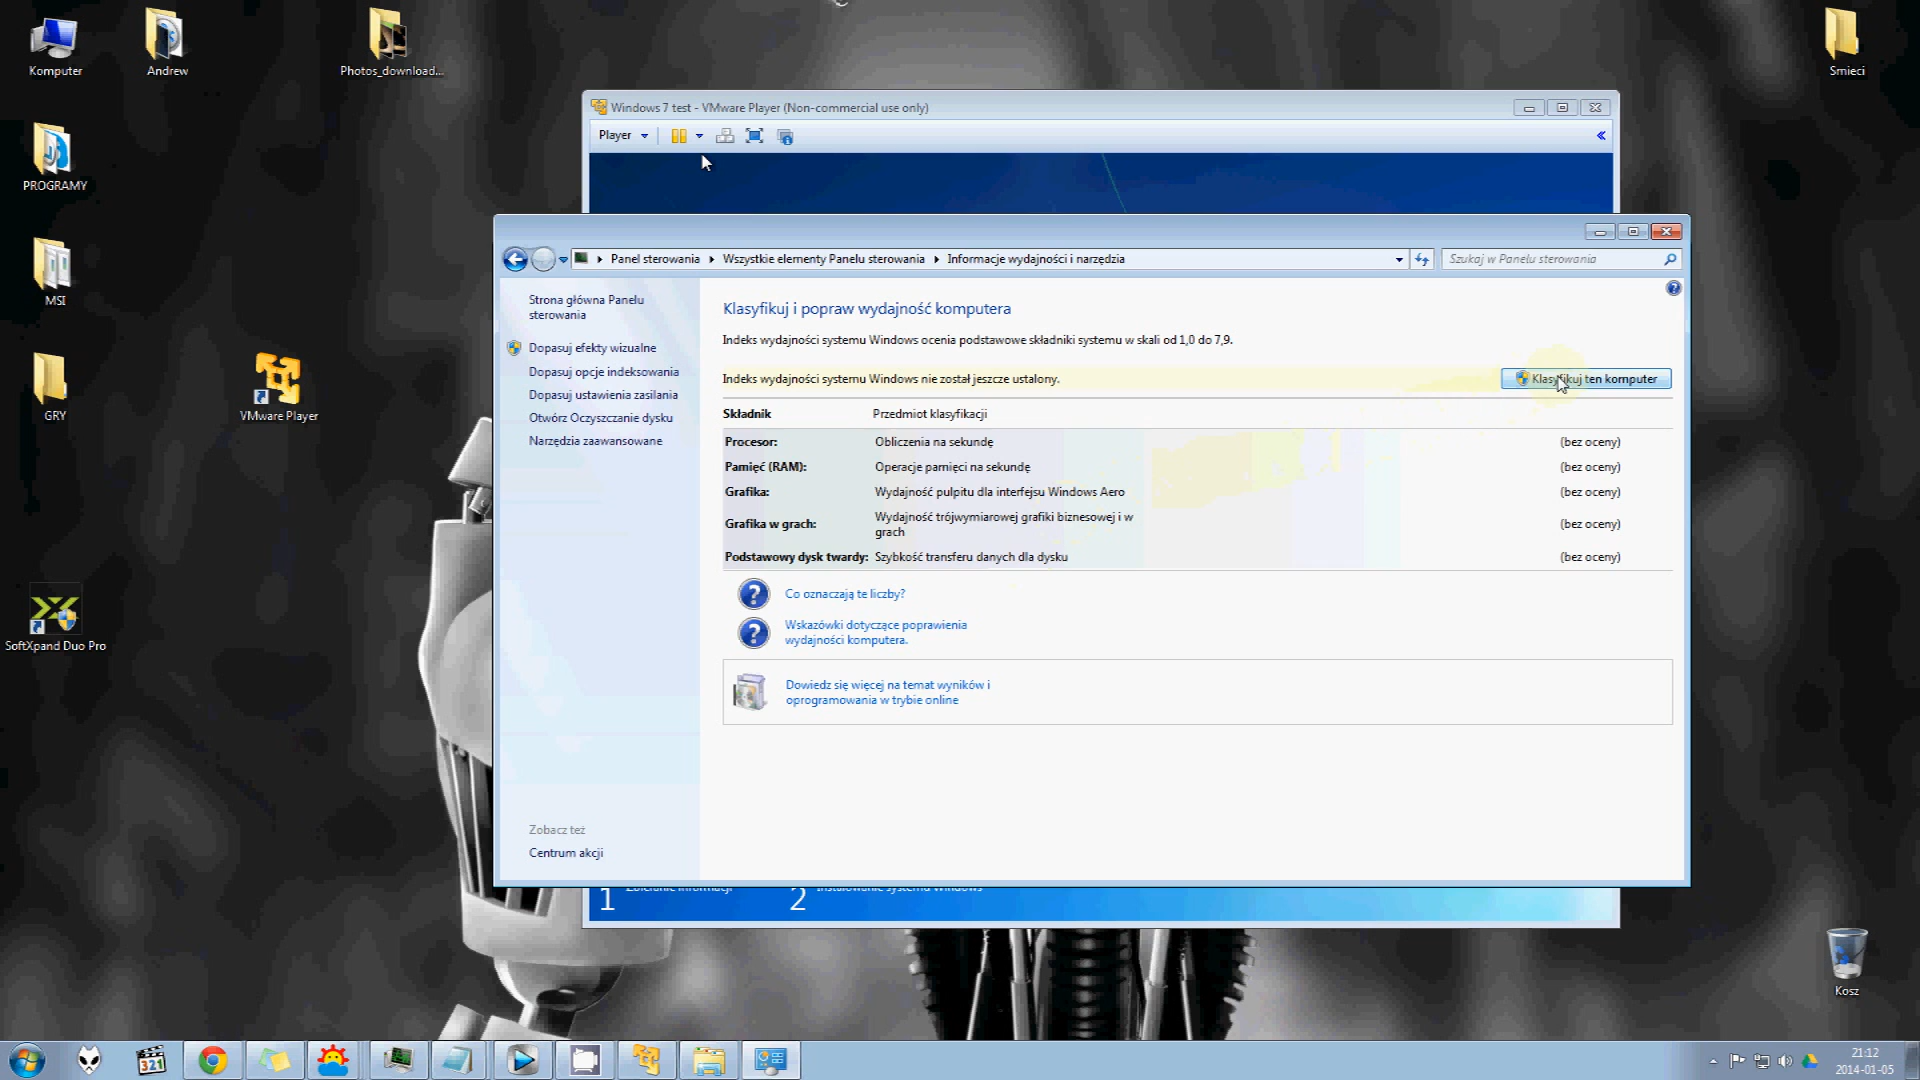 Komputer
Andrew
Photos_download...
Smieci
PROGRAMY
MSI
GRY
VMware Player
SoftXpand Duo Pro
Kosz
Windows 7 test - VMware Player (Non-commercial use only)
Player
Panel sterowania
Wszystkie elementy Panelu sterowania
Informacje wydajności i narzędzia
Szukaj w Panelu sterowania
Strona główna Panelu
sterowania
Dopasuj efekty wizualne
Dopasuj opcje indeksowania
Dopasuj ustawienia zasilania
Otwórz Oczyszczanie dysku
Narzędzia zaawansowane
Zobacz też
Centrum akcji
Klasyfikuj i popraw wydajność komputera
Indeks wydajności systemu Windows ocenia podstawowe składniki systemu w skali od 1,0 do 7,9.
Indeks wydajności systemu Windows nie został jeszcze ustalony.
Klasyfikuj ten komputer
Składnik Przedmiot klasyfikacji
Procesor: Obliczenia na sekundę (bez oceny)
Pamięć (RAM): Operacje pamięci na sekundę (bez oceny)
Grafika: Wydajność pulpitu dla interfejsu Windows Aero (bez oceny)
Grafika w grach: Wydajność trójwymiarowej grafiki biznesowej i w
grach (bez oceny)
Podstawowy dysk twardy: Szybkość transferu danych dla dysku (bez oceny)
Co oznaczają te liczby?
Wskazówki dotyczące poprawienia
wydajności komputera.
Dowiedz się więcej na temat wyników i
oprogramowania w trybie online
1 Zbieranie informacji
2 Instalowanie systemu Windows
321
21:12
2014-01-05